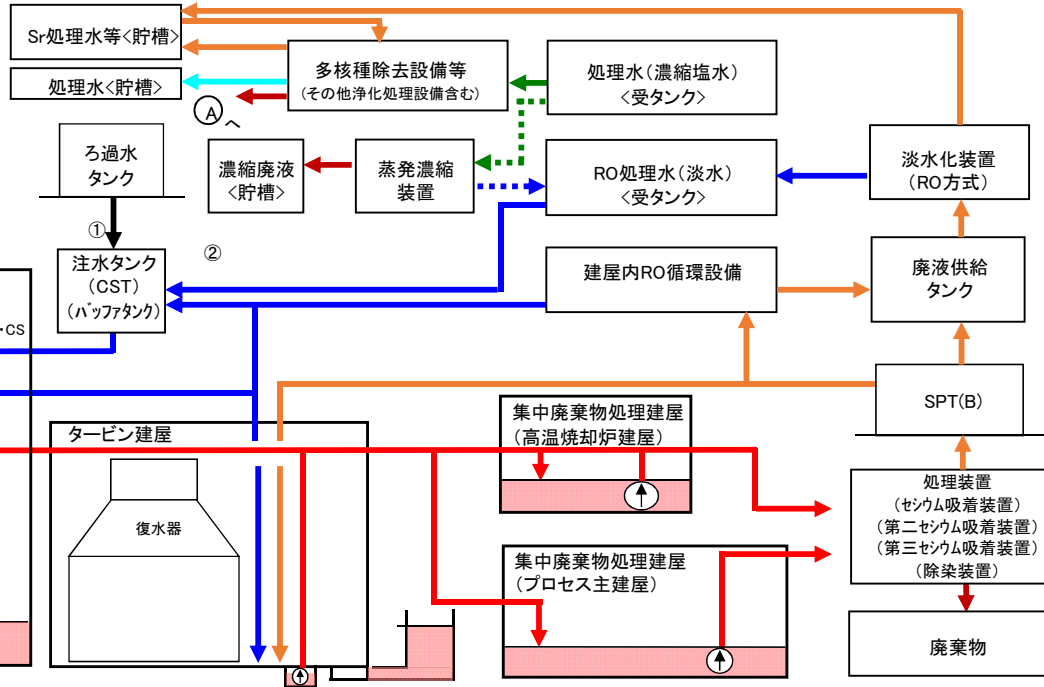 Sr処理水等<貯槽>
処理水<貯槽>
多核種除去設備等
(その他浄化処理設備含む)
Ⓐへ
処理水(濃縮塩水)
<受タンク>
ろ過水
タンク
濃縮廃液
<貯槽>
蒸発濃縮
装置
RO処理水(淡水)
<受タンク>
淡水化装置
(RO方式)
①
②
注水タンク
(CST)
(バッファタンク)
建屋内RO循環設備
廃液供給
タンク
・CS
SPT(B)
タービン建屋
復水器
集中廃棄物処理建屋
(高温焼却炉建屋)
集中廃棄物処理建屋
(プロセス主建屋)
処理装置
(セシウム吸着装置)
(第二セシウム吸着装置)
(第三セシウム吸着装置)
(除染装置)
廃棄物